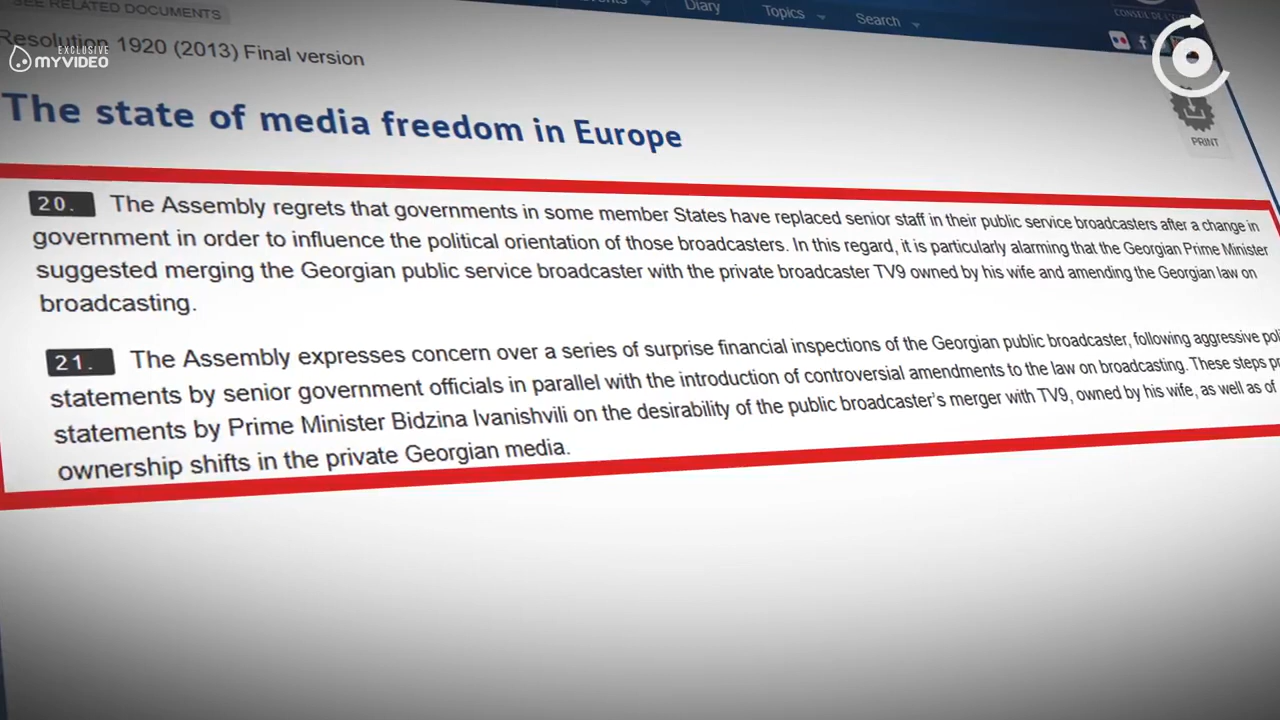 SEE RELATED DOCUMENTS
Diary
Topics
Search
CONSEIL DE
Resolution 1920 (2013) Final version
EXCLUSIVE
MYVIDEO
PRINT
The state of media freedom in Europe
20. The Assembly regrets that governments in some member States have replaced senior staff in their public service broadcasters after a change in
government in order to influence the political orientation of those broadcasters. In this regard, it is particularly alarming that the Georgian Prime Minister
suggested merging the Georgian public service broadcaster with the private broadcaster TV9 owned by his wife and amending the Georgian law on
broadcasting.
21. The Assembly expresses concern over a series of surprise financial inspections of the Georgian public broadcaster, following aggressive
statements by senior government officials in parallel with the introduction of controversial amendments to the law on broadcasting. These steps
statements by Prime Minister Bidzina Ivanishvili on the desirability of the public broadcaster's merger with TV9, owned by his wife, as well as of
ownership shifts in the private Georgian media.